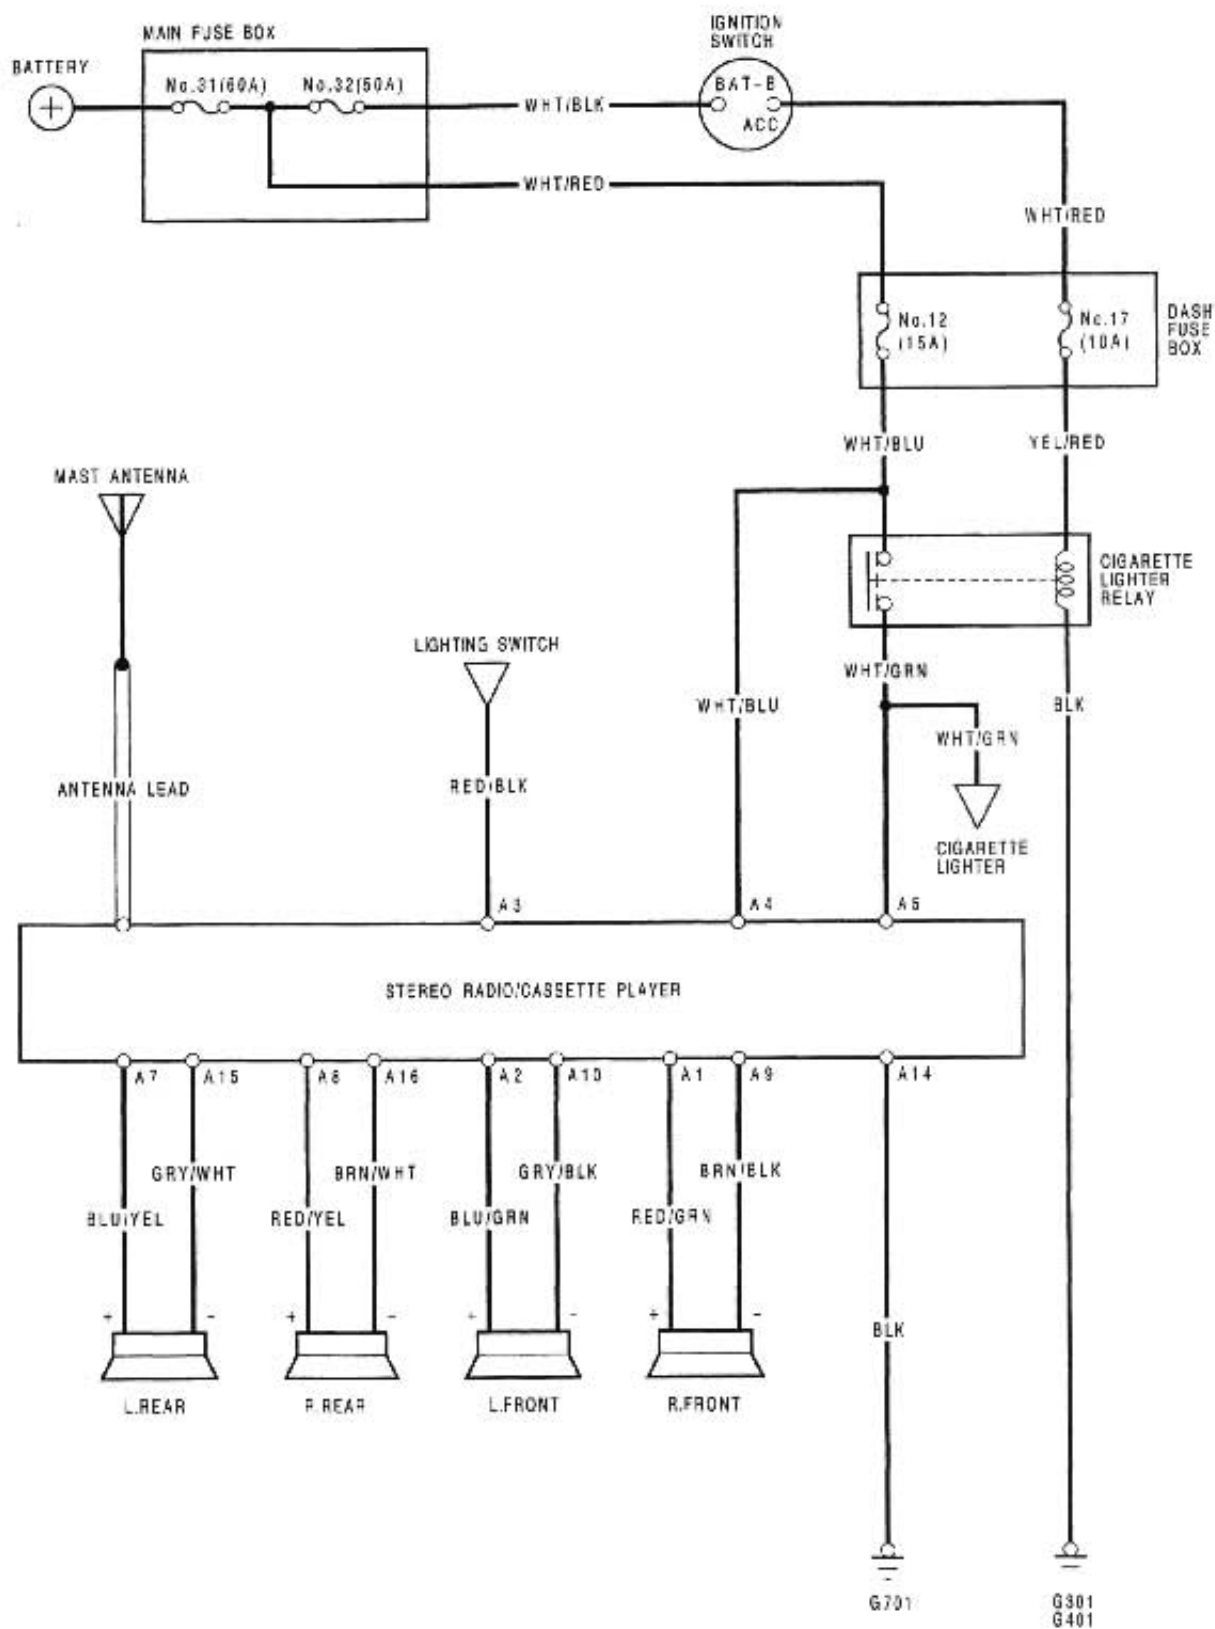 IGNITION
SWITCH
MAIN FUSE BOX
BATTERY
No.31(60A)
No.32(50A)
WHT/BLK
BAT-B
ACC
WHT/RED
WHT/RED
No.12
(15A)
No.17
(10A)
DASH
FUSE
BOX
WHT/BLU
YEL/RED
MAST ANTENNA
CIGARETTE
LIGHTER
RELAY
LIGHTING SWITCH
WHT/GRN
WHT/BLU
BLK
WHT/GRN
ANTENNA LEAD
RED/BLK
CIGARETTE
LIGHTER
A3
A4
A5
STEREO RADIO/CASSETTE PLAYER
A7
A15
A8
A16
A2
A10
A1
A9
A14
GRY/WHT
BRN/WHT
GRY/BLK
BRN/BLK
BLU/YEL
RED/YEL
BLU/GRN
RED/GRN
+
-
+
-
+
-
+
-
BLK
L.REAR
R.REAR
L.FRONT
R.FRONT
G701
G301
G401